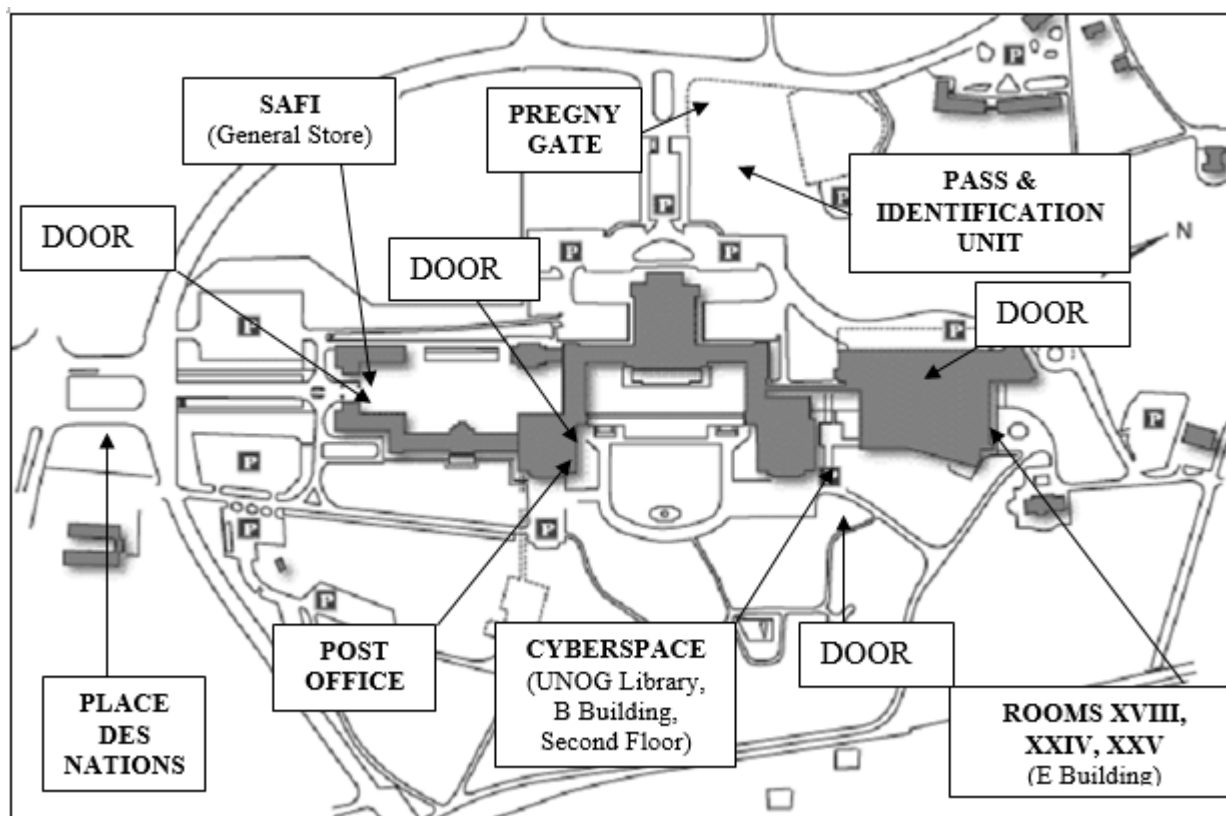 SAFI
(General Store)
PREGNY
GATE
PASS &
IDENTIFICATION
UNIT
N
DOOR
DOOR
DOOR
P
P
P
P
P
P
P
P
P
P
P
P
P
POST
OFFICE
CYBERSPACE
(UNOG Library,
B Building,
Second Floor)
DOOR
PLACE
DES
NATIONS
ROOMS XVIII,
XXIV, XXV
(E Building)